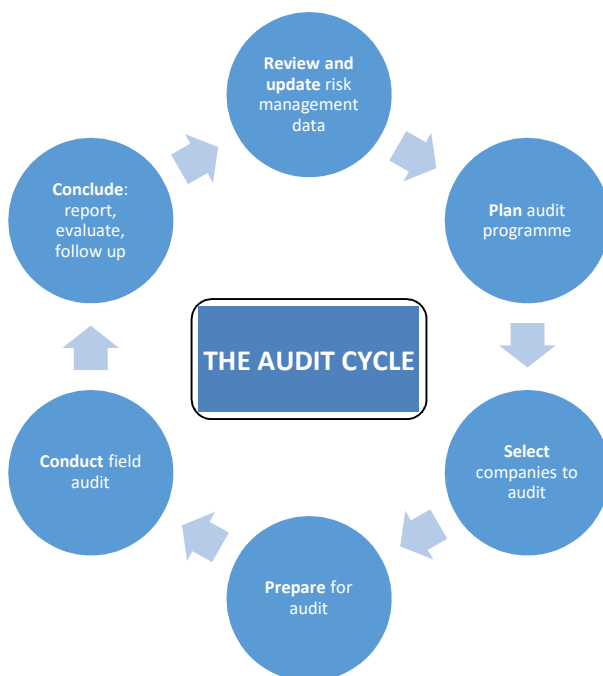 Review and
update risk
management
data
Plan audit
programme
Select
companies to
audit
Prepare for
audit
Conduct field
audit
Conclude:
report,
evaluate,
follow up
THE AUDIT CYCLE